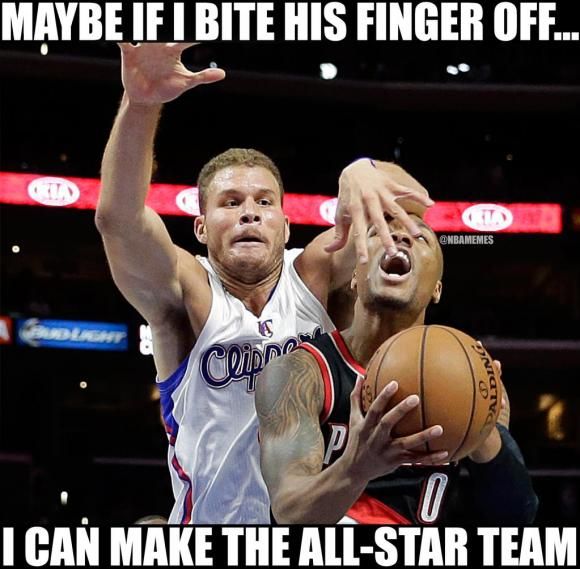 MAYBE IF I BITE HIS FINGER OFF...
KIA
KIA
KIA
@NBAMEMES
BUD LIGHT
Clippers
SPALDING
P
0
I CAN MAKE THE ALL-STAR TEAM